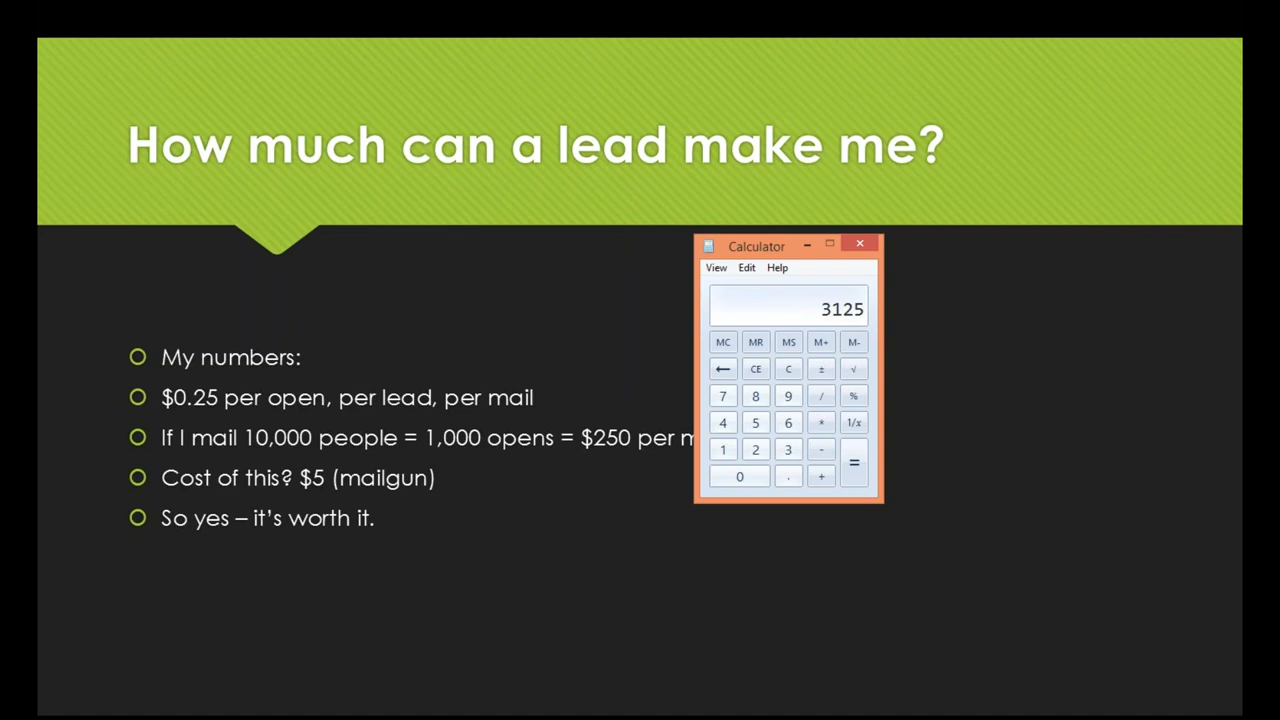 How much can a lead make me?
My numbers:
$0.25 per open, per lead, per mail
If I mail 10,000 people = 1,000 opens = $250 per
Cost of this? $5 (mailgun)
So yes – it's worth it.
Calculator
View Edit Help
3125
MC MR MS M+ M-
← CE C ± √
7 8 9 / %
4 5 6 * 1/x
1 2 3 - =
0 . +